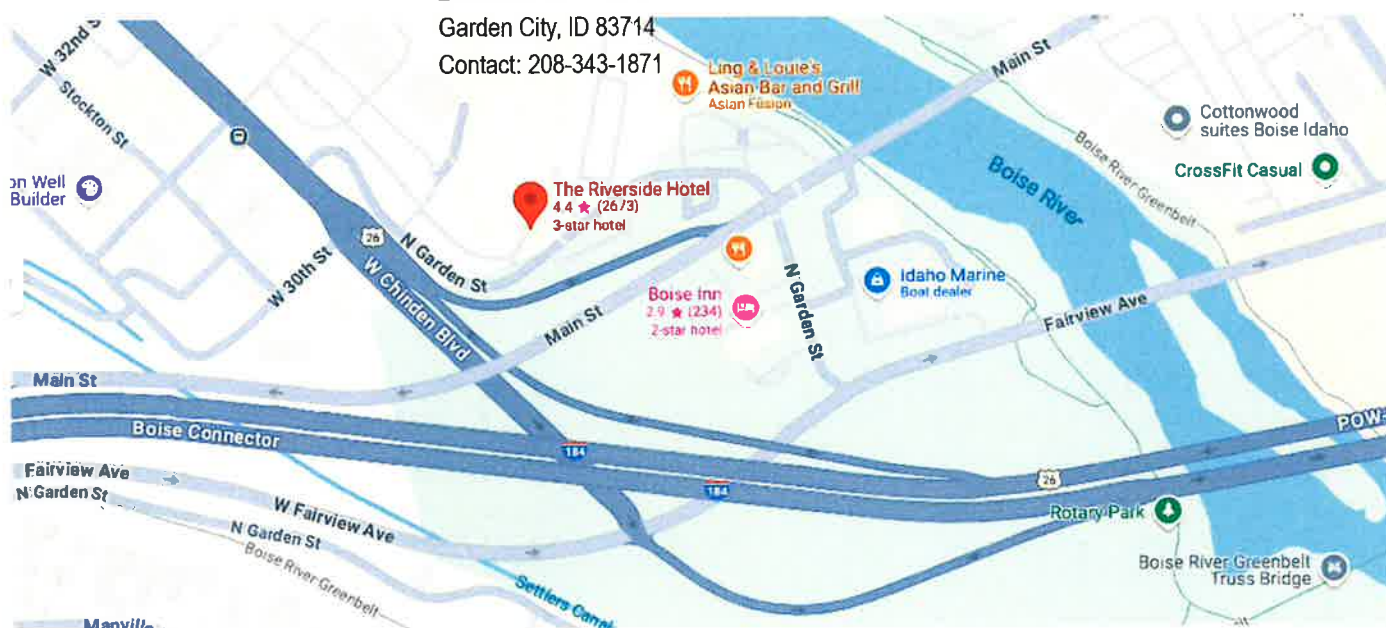 Garden City, ID 83714
Contact: 208-343-1871
W 32nd S
Stockton St
Main St
Ling & Louie's
Asian Bar and Grill
Asian Fusion
Cottonwood
suites Boise Idaho
Boise River Greenbelt
CrossFit Casual
on Well
Builder
The Riverside Hotel
4.4 ★ (2673)
3-star hotel
Boise River
26
N Garden St
W 30th St
W Chinden Blvd
Boise Inn
2.9 ★ (234)
2-star hotel
N Garden St
Idaho Marine
Boat dealer
Main St
Fairview Ave
Main St
Boise Connector
184
184
26
POW-
Fairview Ave
N Garden St
W Fairview Ave
N Garden St
Boise River Greenbelt
Settlers Canal
Rotary Park
Boise River Greenbelt
Truss Bridge
Manville